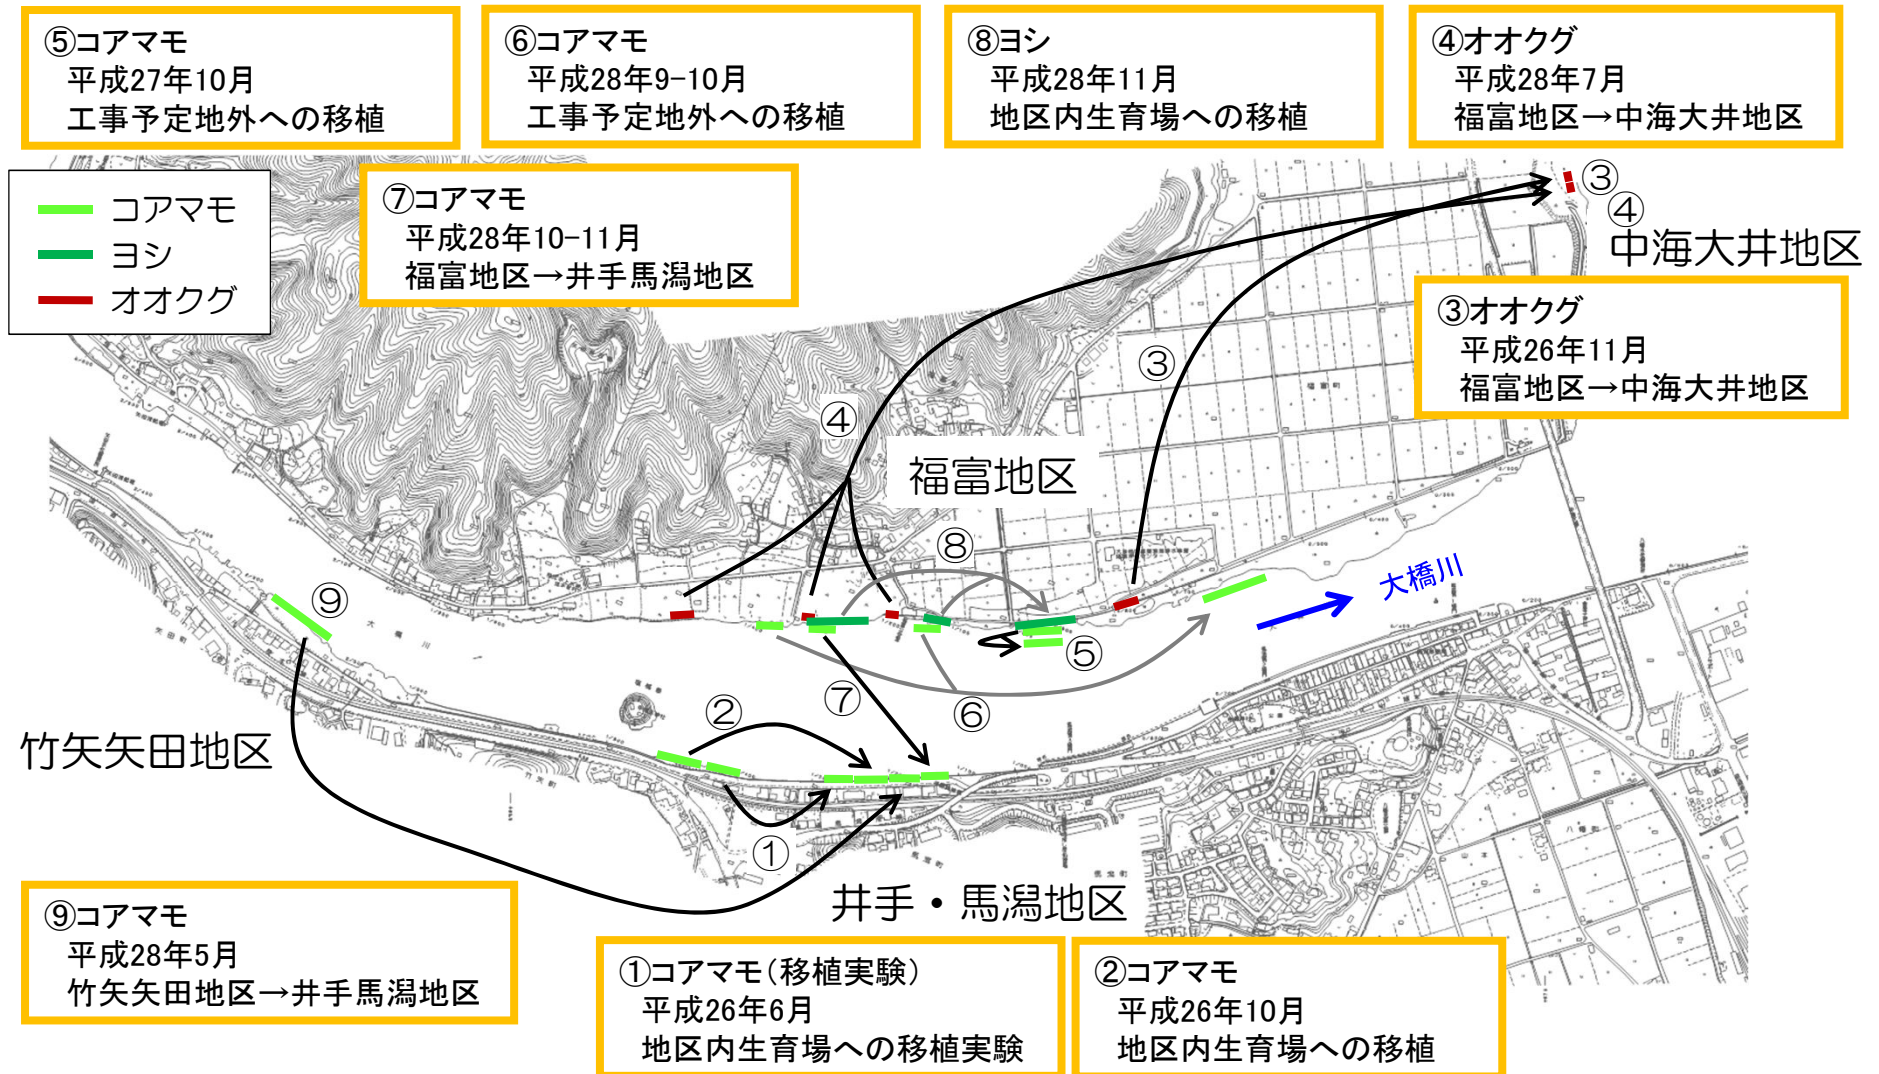 ⑤コアマモ
平成27年10月
工事予定地外への移植
⑥コアマモ
平成28年9-10月
工事予定地外への移植
⑧ヨシ
平成28年11月
地区内生育場への移植
④オオクグ
平成28年7月
福富地区→中海大井地区
コアマモ
ヨシ
オオクグ
⑦コアマモ
平成28年10-11月
福富地区→井手馬潟地区
③
④
中海大井地区
③オオクグ
平成26年11月
福富地区→中海大井地区
③
④
福富地区
⑧
大橋川
⑨
⑤
⑦
⑥
②
竹矢矢田地区
①
井手・馬潟地区
⑨コアマモ
平成28年5月
竹矢矢田地区→井手馬潟地区
①コアマモ(移植実験)
平成26年6月
地区内生育場への移植実験
②コアマモ
平成26年10月
地区内生育場への移植